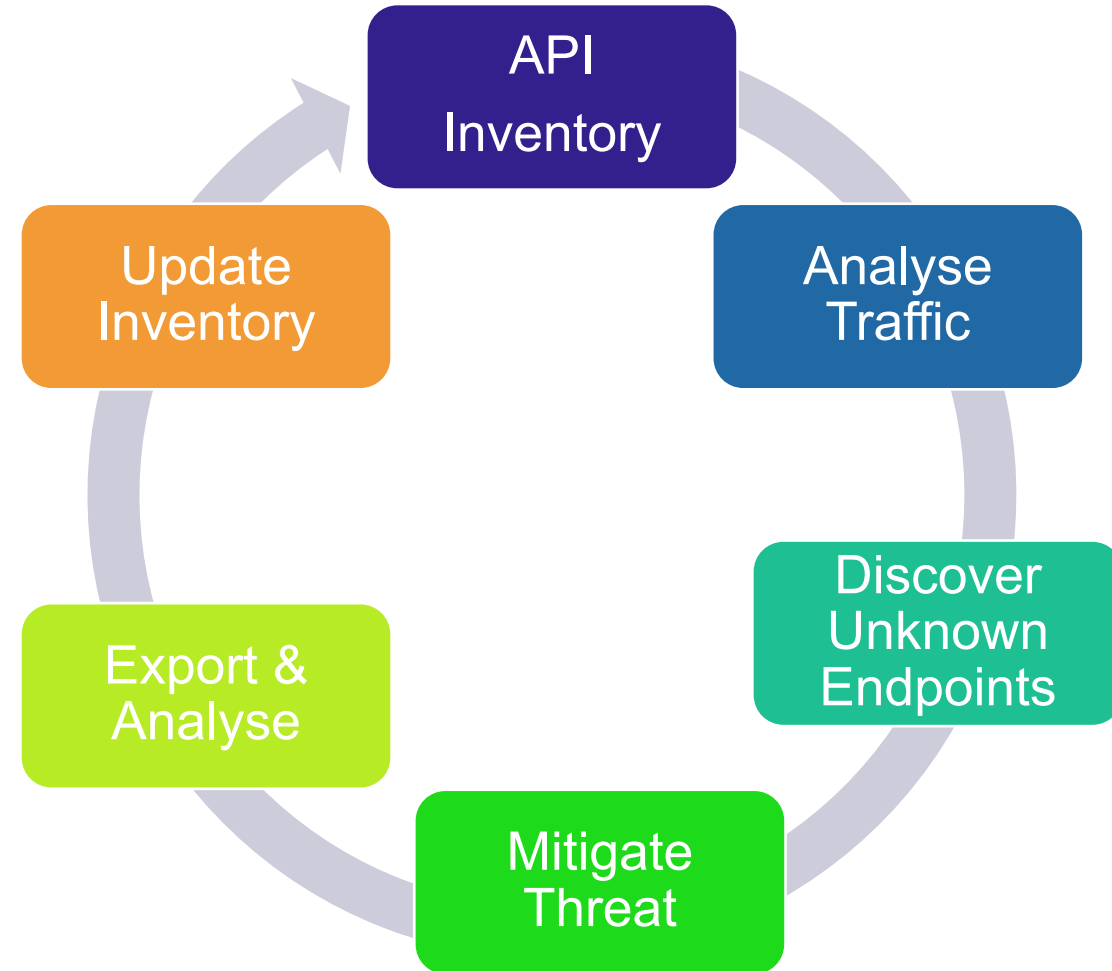 API
Inventory
Analyse
Traffic
Discover
Unknown
Endpoints
Mitigate
Threat
Export &
Analyse
Update
Inventory